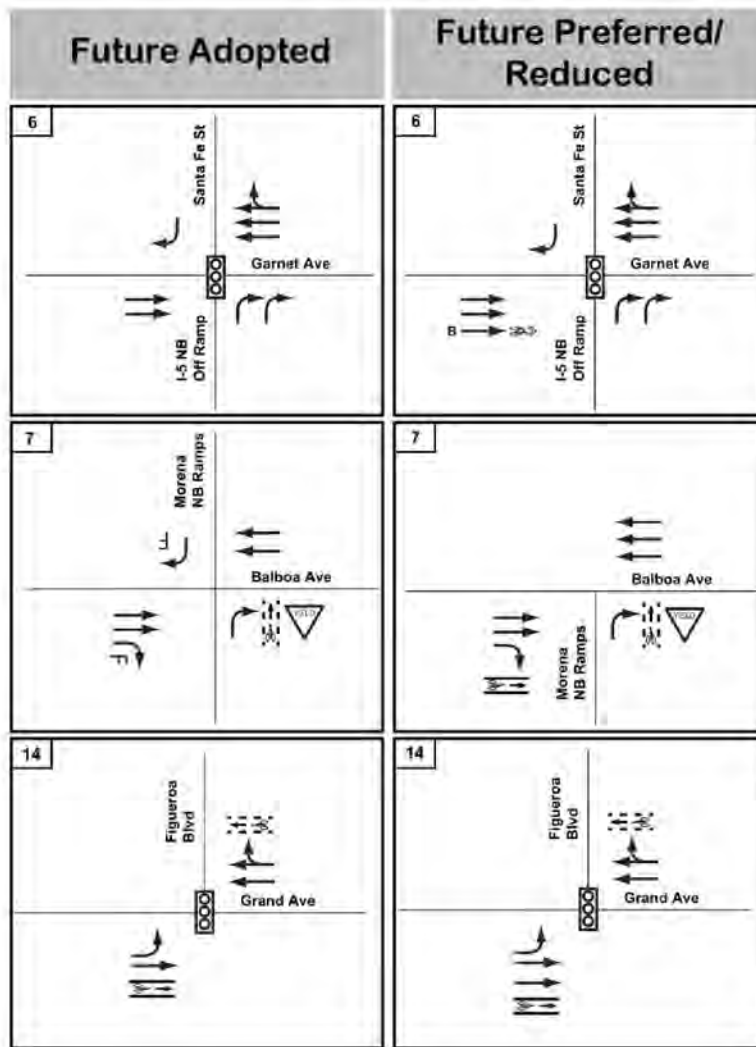 Future Adopted
Future Preferred/
Reduced
6
Santa Fe St
Garnet Ave
I-5 NB
Off Ramp
6
Santa Fe St
Garnet Ave
B
I-5 NB
Off Ramp
7
Morena
NB Ramps
F
Balboa Ave
F
YIELD
7
Balboa Ave
Morena
NB Ramps
YIELD
14
Figueroa
Blvd
Grand Ave
14
Figueroa
Blvd
Grand Ave